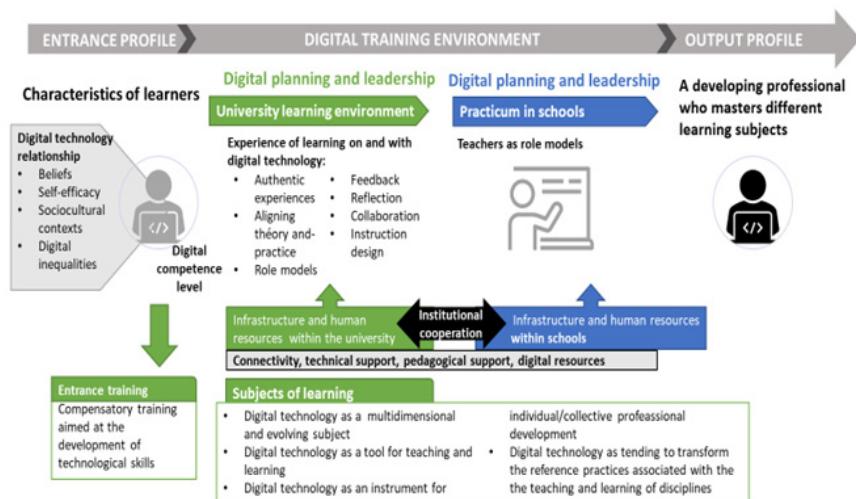 ENTRANCE PROFILE
DIGITAL TRAINING ENVIRONMENT
OUTPUT PROFILE
Characteristics of learners
Digital technology
relationship
• Beliefs
• Self-efficacy
• Sociocultural
contexts
• Digital
inequalities
Digital
competence
level
Entrance training
Compensatory training
aimed at the
development of
technological skills
Digital planning and leadership
University learning environment
Experience of learning on and with
digital technology:
• Authentic
experiences
• Aligning
théory and-
practice
• Role models
• Feedback
• Reflection
• Collaboration
• Instruction
design
Digital planning and leadership
Practicum in schools
Teachers as role models
A developing professional
who masters different
learning subjects
Infrastructure and human
resources within the university
Institutional
cooperation
Infrastructure and human resources
within schools
Connectivity, technical support, pedagogical support, digital resources
Subjects of learning
• Digital technology as a multidimensional
and evolving subject
• Digital technology as a tool for teaching and
learning
• Digital technology as an instrument for
individual/collective profeassional
development
• Digital technology as tending to transform
the reference practices associated with the
the teaching and learning of disciplines